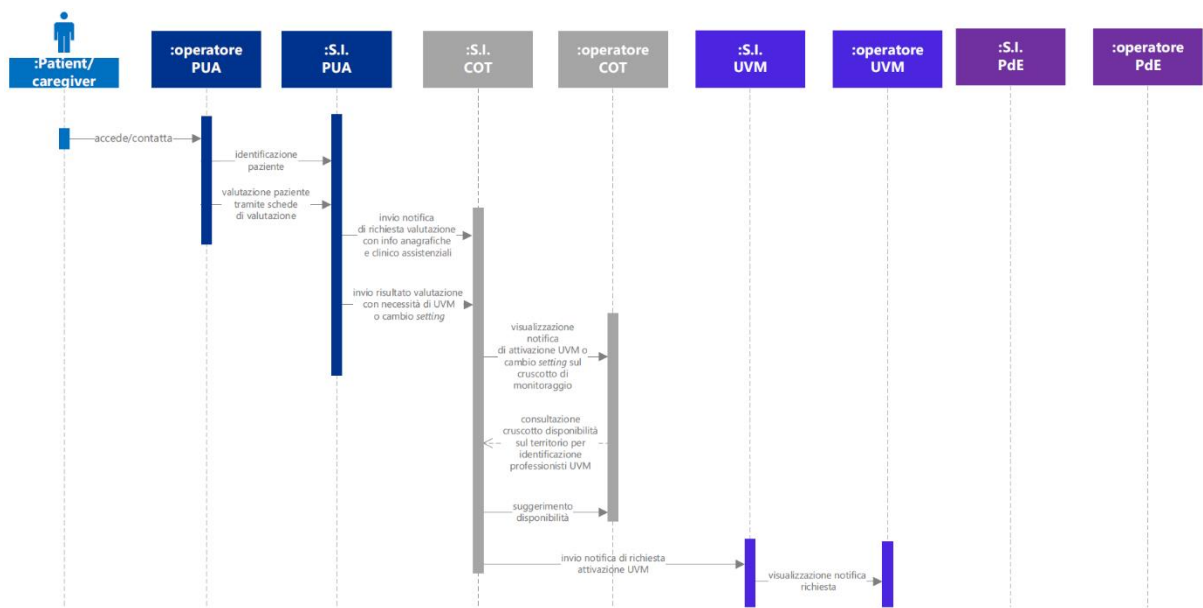 :Patient/
caregiver
:operatore
PUA
:S.I.
PUA
:S.I.
COT
:operatore
COT
:S.I.
UVM
:operatore
UVM
:S.I.
PdE
:operatore
PdE
accede/contatta
identificazione
paziente
valutazione paziente
tramite schede
di valutazione
invio notifica
di richiesta valutazione
con info anagrafiche
e clinico assistenziali
invio risultato valutazione
con necessità di UVM
o cambio setting
visualizzazione
notifica
di attivazione UVM o
cambio setting sul
cruscotto di
monitoraggio
consultazione
cruscotto disponibilità
sul territorio per
identificazione
professionisti UVM
suggerimento
disponibilità
invio notifica di richiesta
attivazione UVM
visualizzazione notifica
richiesta